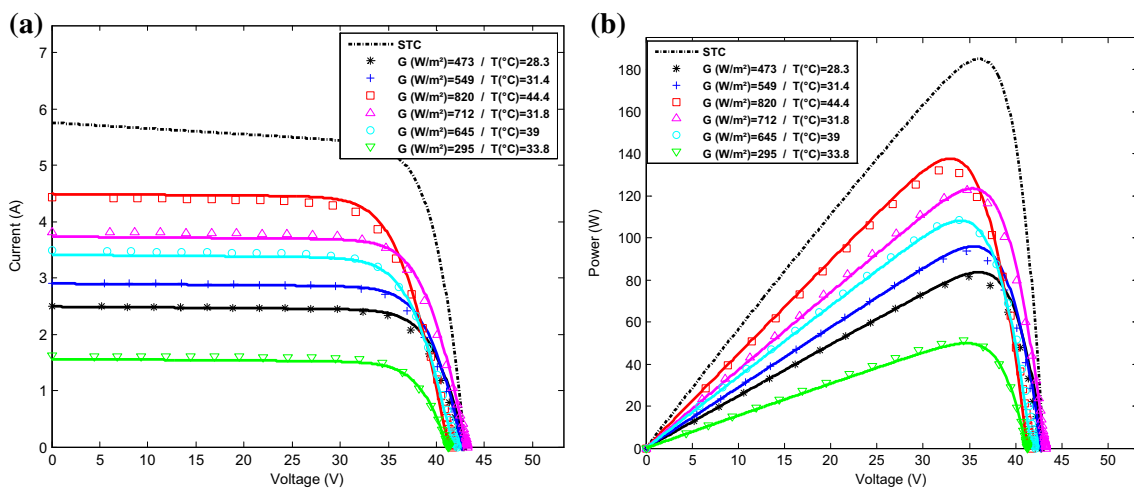 (a)
7
6
5
4
3
2
1
0
Current (A)
0 5 10 15 20 25 30 35 40 45 50
Voltage (V)
STC
G (W/m²)=473 / T(°C)=28.3
G (W/m²)=549 / T(°C)=31.4
G (W/m²)=820 / T(°C)=44.4
G (W/m²)=712 / T(°C)=31.8
G (W/m²)=645 / T(°C)=39
G (W/m²)=295 / T(°C)=33.8
(b)
180
160
140
120
100
80
60
40
20
0
Power (W)
0 5 10 15 20 25 30 35 40 45 50
Voltage (V)
STC
G (W/m²)=473 / T(°C)=28.3
G (W/m²)=549 / T(°C)=31.4
G (W/m²)=820 / T(°C)=44.4
G (W/m²)=712 / T(°C)=31.8
G (W/m²)=645 / T(°C)=39
G (W/m²)=295 / T(°C)=33.8